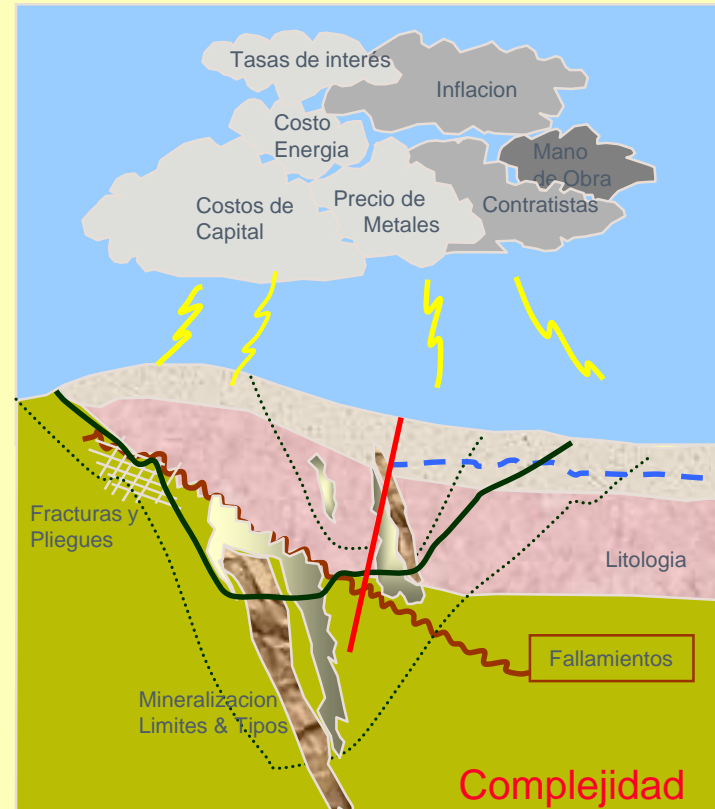 Tasas de interés
Inflacion
Costo
Energia
Mano
de Obra
Costos de
Capital
Precio de
Metales
Contratistas
Fracturas y
Pliegues
Litologia
Fallamientos
Mineralizacion
Limites & Tipos
Complejidad